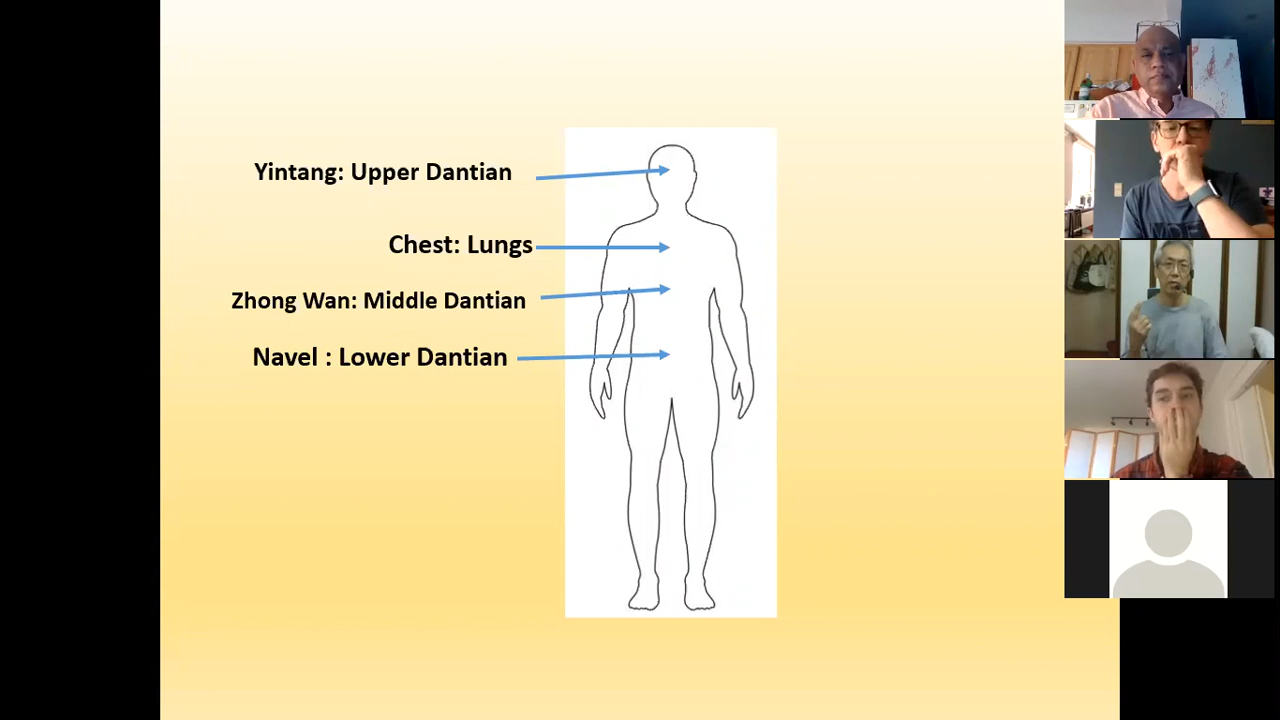 Yintang: Upper Dantian
Chest: Lungs
Zhong Wan: Middle Dantian
Navel : Lower Dantian